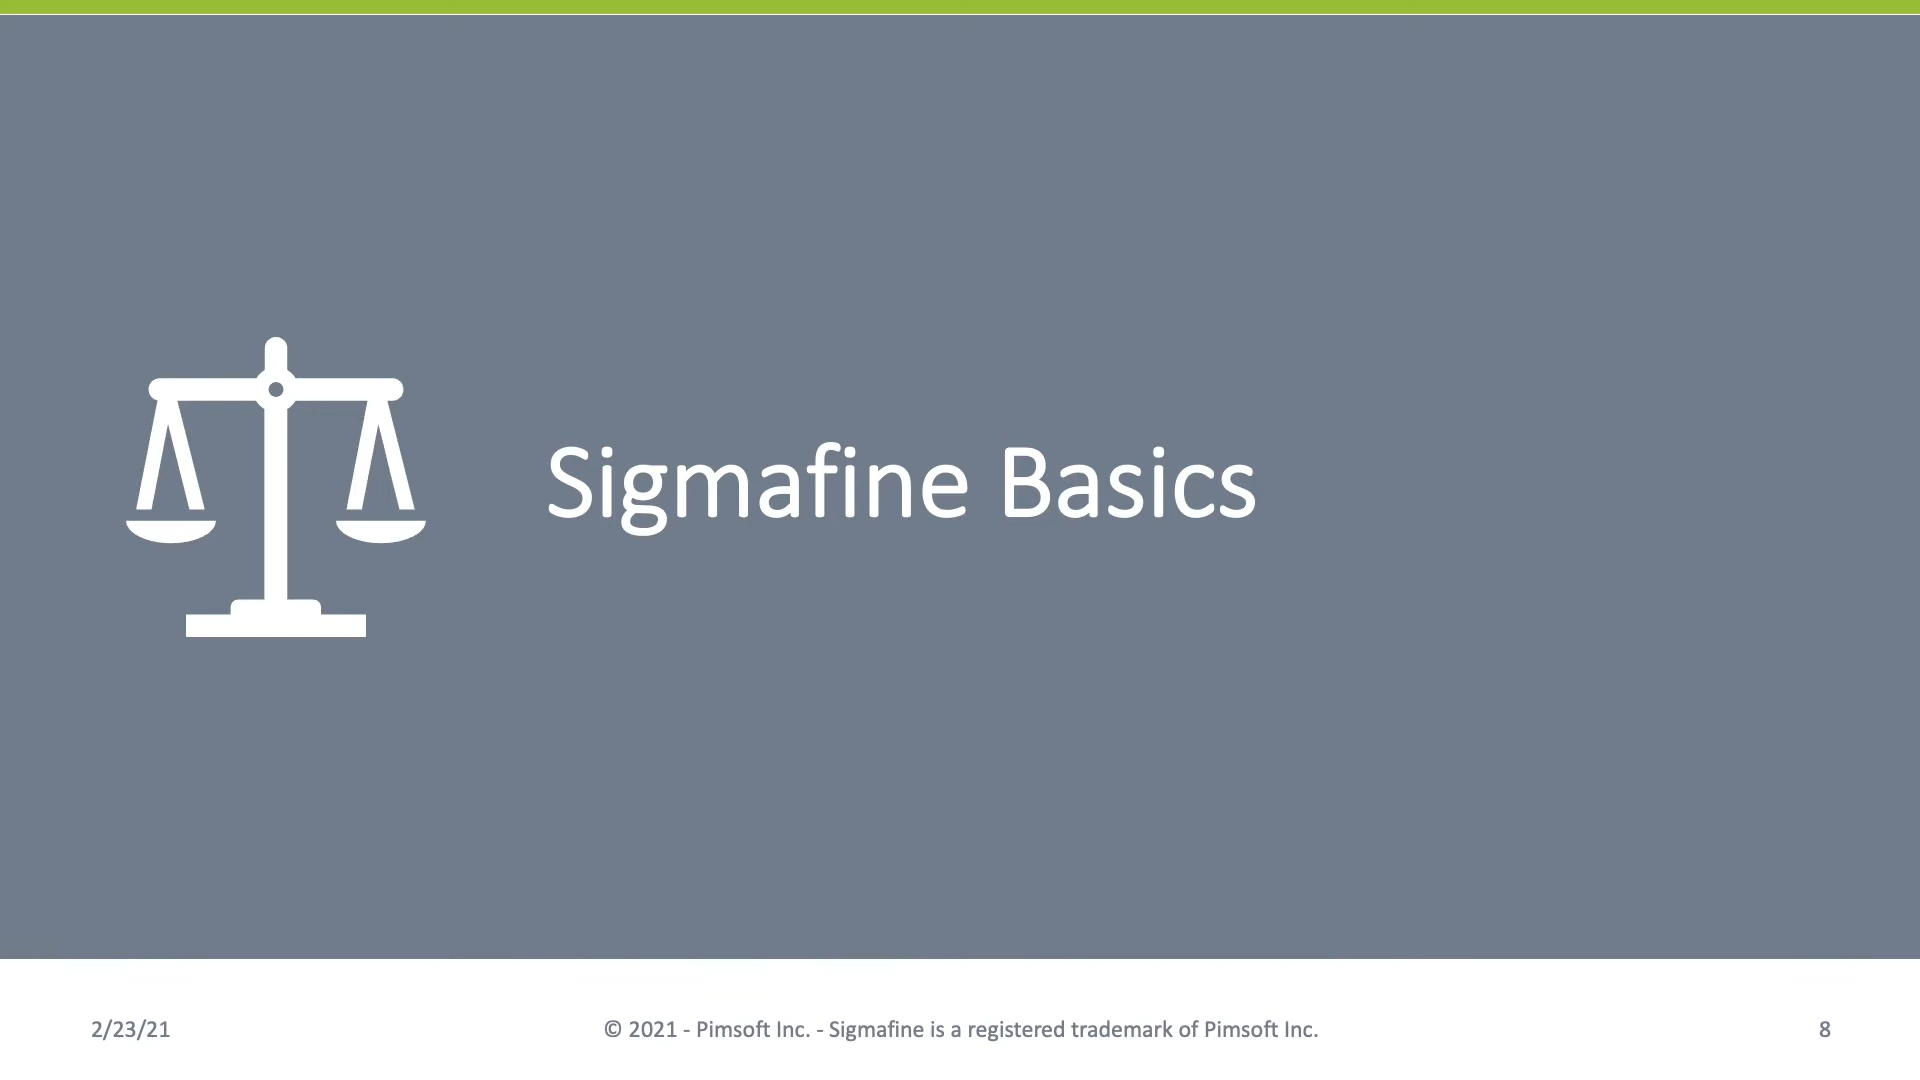 Sigmafine Basics
2/23/21
© 2021 - Pimsoft Inc. - Sigmafine is a registered trademark of Pimsoft Inc.
8